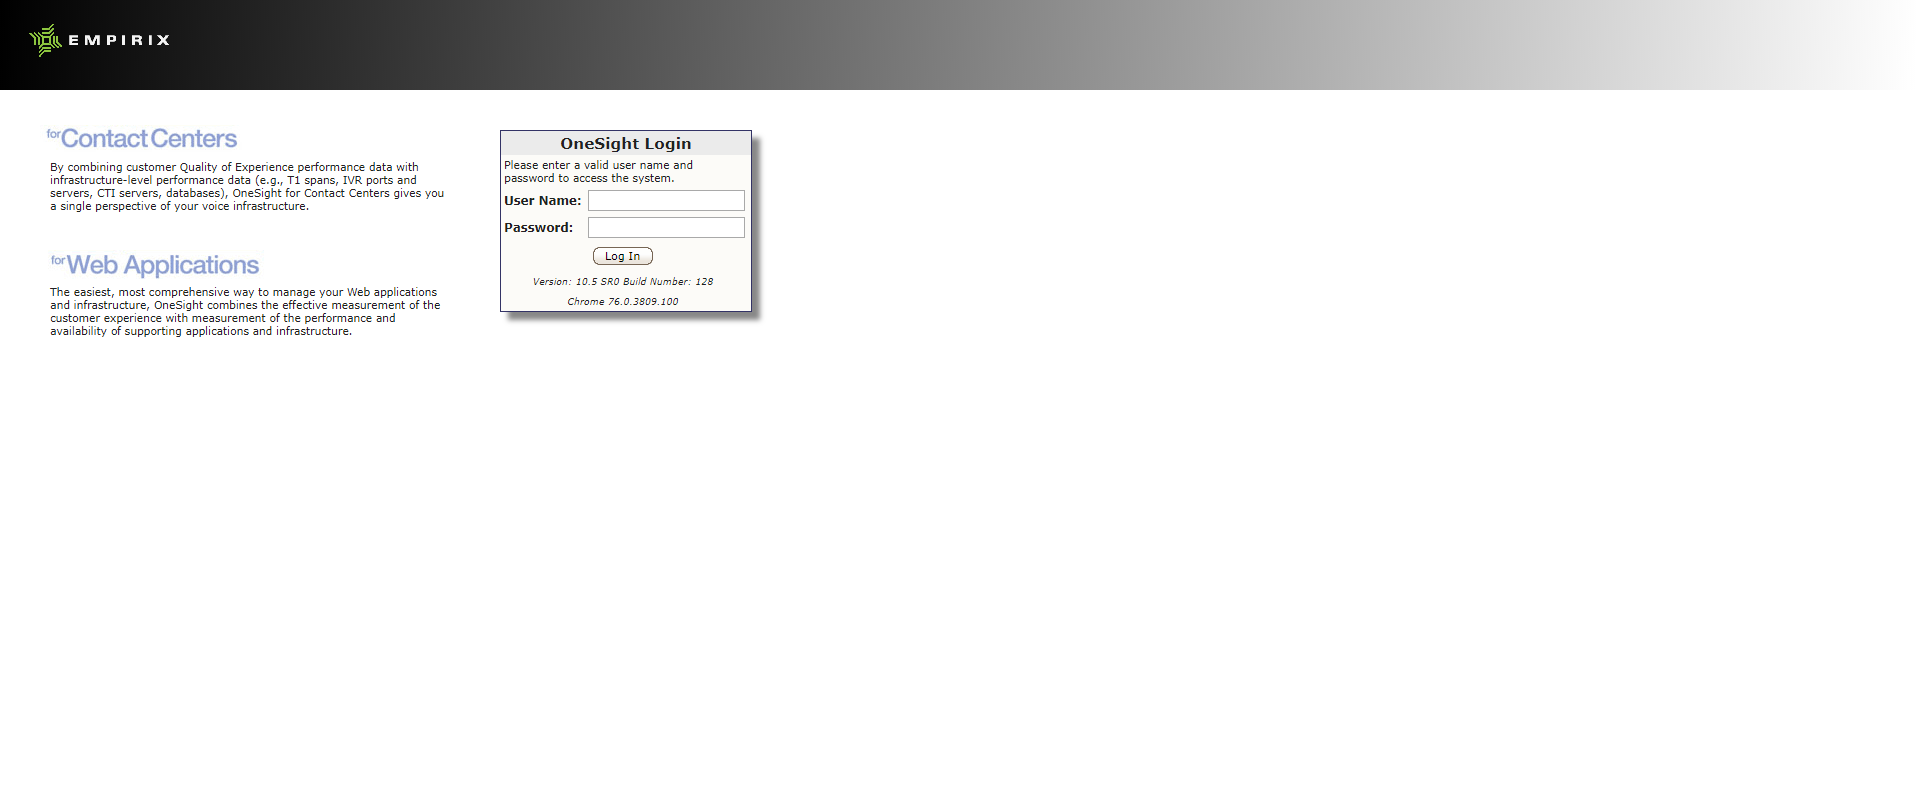 EMPIRIX
for Contact Centers
By combining customer Quality of Experience performance data with
infrastructure-level performance data (e.g., T1 spans, IVR ports and
servers, CTI servers, databases), OneSight for Contact Centers gives you
a single perspective of your voice infrastructure.
for Web Applications
The easiest, most comprehensive way to manage your Web applications
and infrastructure, OneSight combines the effective measurement of the
customer experience with measurement of the performance and
availability of supporting applications and infrastructure.
OneSight Login
Please enter a valid user name and
password to access the system.
User Name:
Password:
Log In
Version: 10.5 SR0 Build Number: 128
Chrome 76.0.3809.100